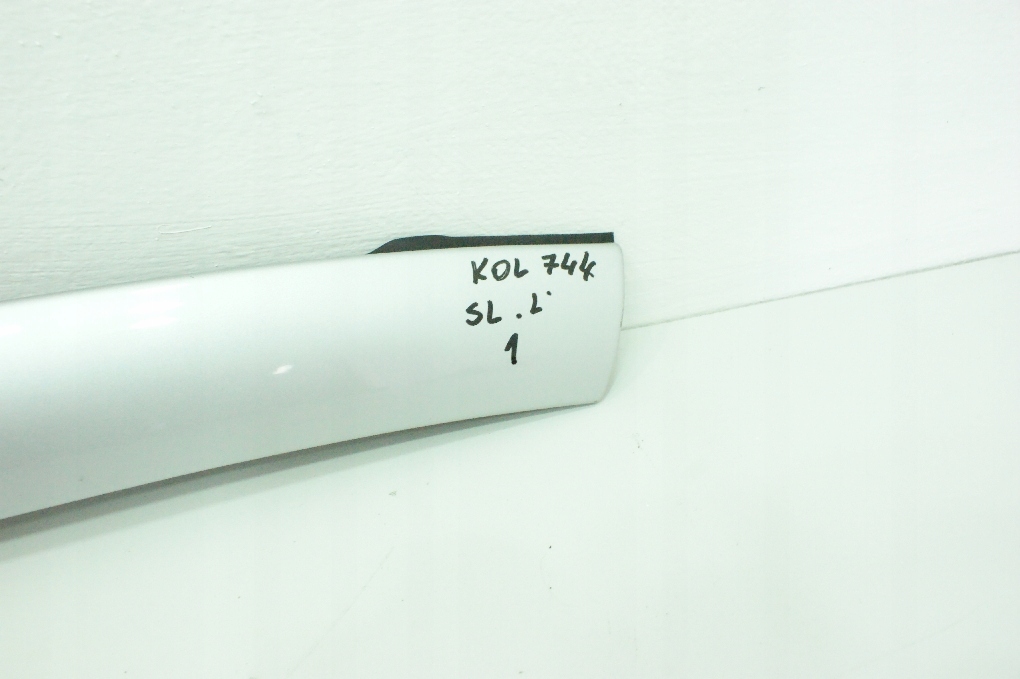 KOL 744
SL . L
1